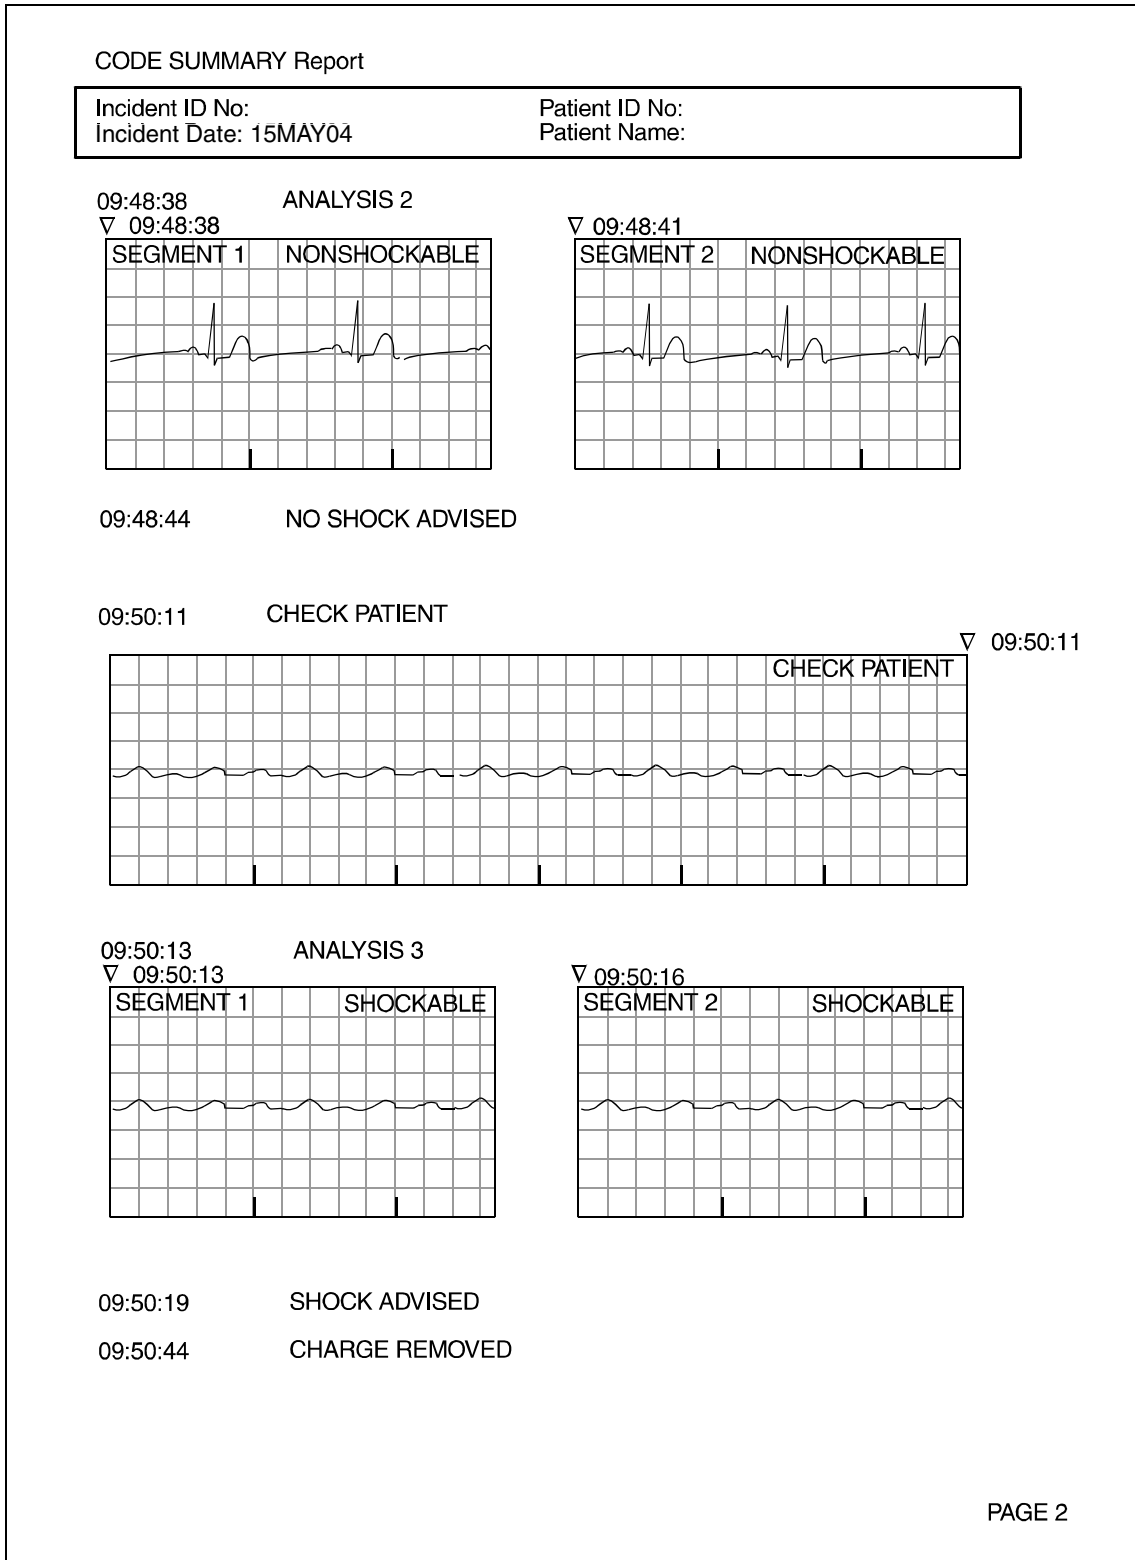 CODE SUMMARY Report
Incident ID No: Patient ID No:
Incident Date: 15MAY04 Patient Name:
09:48:38 ANALYSIS 2
▽ 09:48:38 ▽ 09:48:41
SEGMENT 1 NONSHOCKABLE SEGMENT 2 NONSHOCKABLE
09:48:44 NO SHOCK ADVISED
09:50:11 CHECK PATIENT
▽ 09:50:11
CHECK PATIENT
09:50:13 ANALYSIS 3
▽ 09:50:13 ▽ 09:50:16
SEGMENT 1 SHOCKABLE SEGMENT 2 SHOCKABLE
09:50:19 SHOCK ADVISED
09:50:44 CHARGE REMOVED
PAGE 2